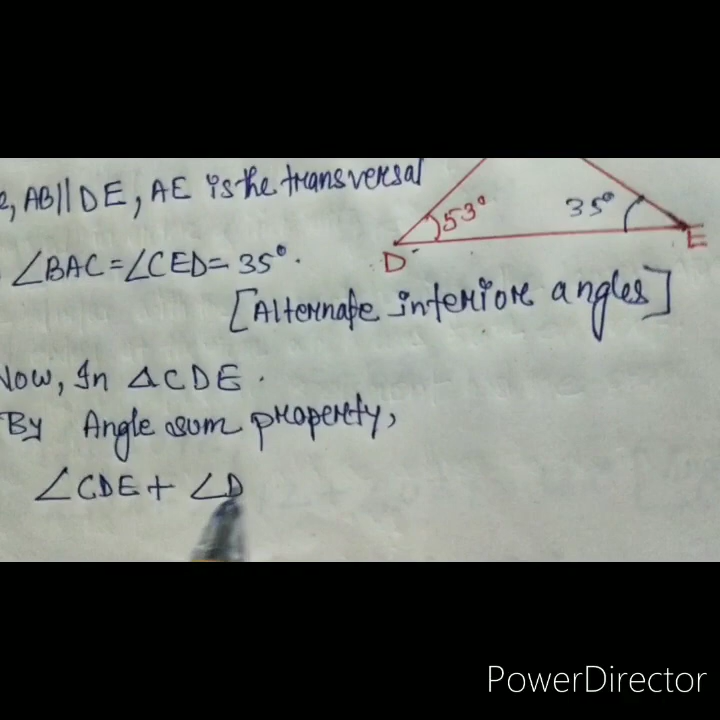 AB||DE, AE is the transversal
53° 35°
D E
∠BAC=∠CED= 35°.
[Alternate interiore angles]
Now, In △CDE.
By Angle sum property,
∠CDE+ ∠D
PowerDirector